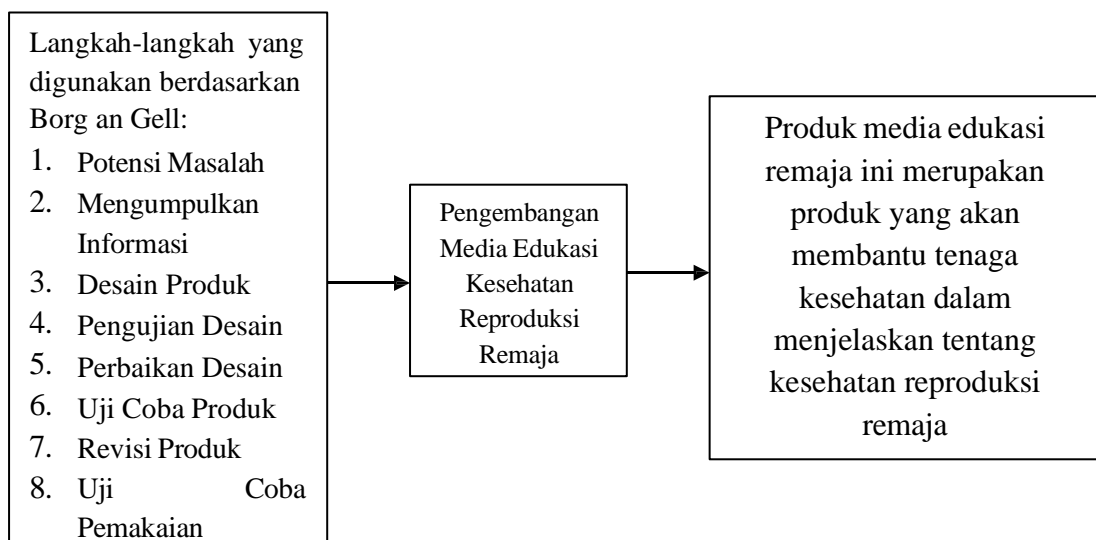 Langkah-langkah yang
digunakan berdasarkan
Borg an Gell:
1. Potensi Masalah
2. Mengumpulkan
Informasi
3. Desain Produk
4. Pengujian Desain
5. Perbaikan Desain
6. Uji Coba Produk
7. Revisi Produk
8. Uji Coba
Pemakaian
Pengembangan
Media Edukasi
Kesehatan
Reproduksi
Remaja
Produk media edukasi
remaja ini merupakan
produk yang akan
membantu tenaga
kesehatan dalam
menjelaskan tentang
kesehatan reproduksi
remaja